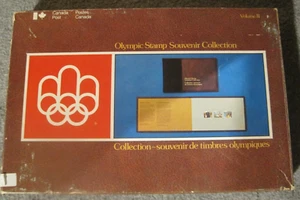 Canada Postes
Post Canada
Volume II
Olympic Stamp Souvenir Collection
Collection-souvenir de timbres olympiques